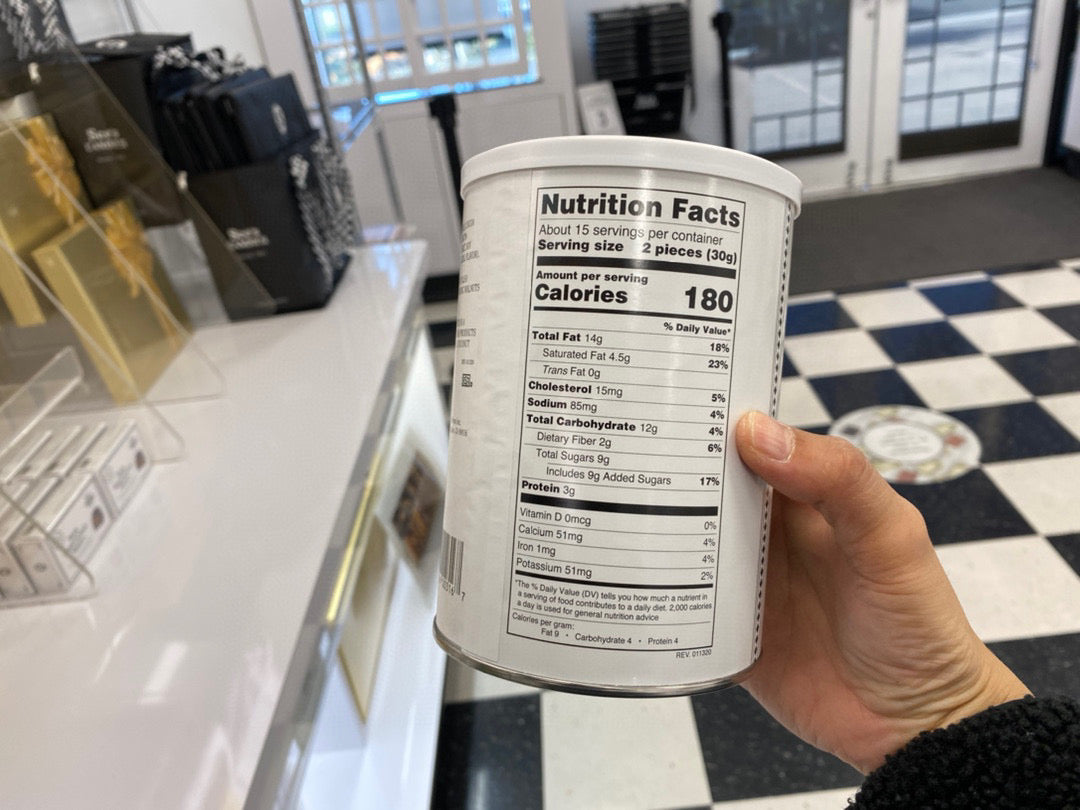 Nutrition Facts
About 15 servings per container
Serving size 2 pieces (30g)
Amount per serving
Calories 180
% Daily Value*
Total Fat 14g 18%
Saturated Fat 4.5g 23%
Trans Fat 0g
Cholesterol 15mg 5%
Sodium 85mg 4%
Total Carbohydrate 12g 4%
Dietary Fiber 2g 6%
Total Sugars 9g
Includes 9g Added Sugars 17%
Protein 3g
Vitamin D 0mcg 0%
Calcium 51mg 4%
Iron 1mg 4%
Potassium 51mg 2%
*The % Daily Value (DV) tells you how much a nutrient in
a serving of food contributes to a daily diet. 2,000 calories
a day is used for general nutrition advice
Calories per gram:
Fat 9 • Carbohydrate 4 • Protein 4
REV. 011320
See's
CANDIES